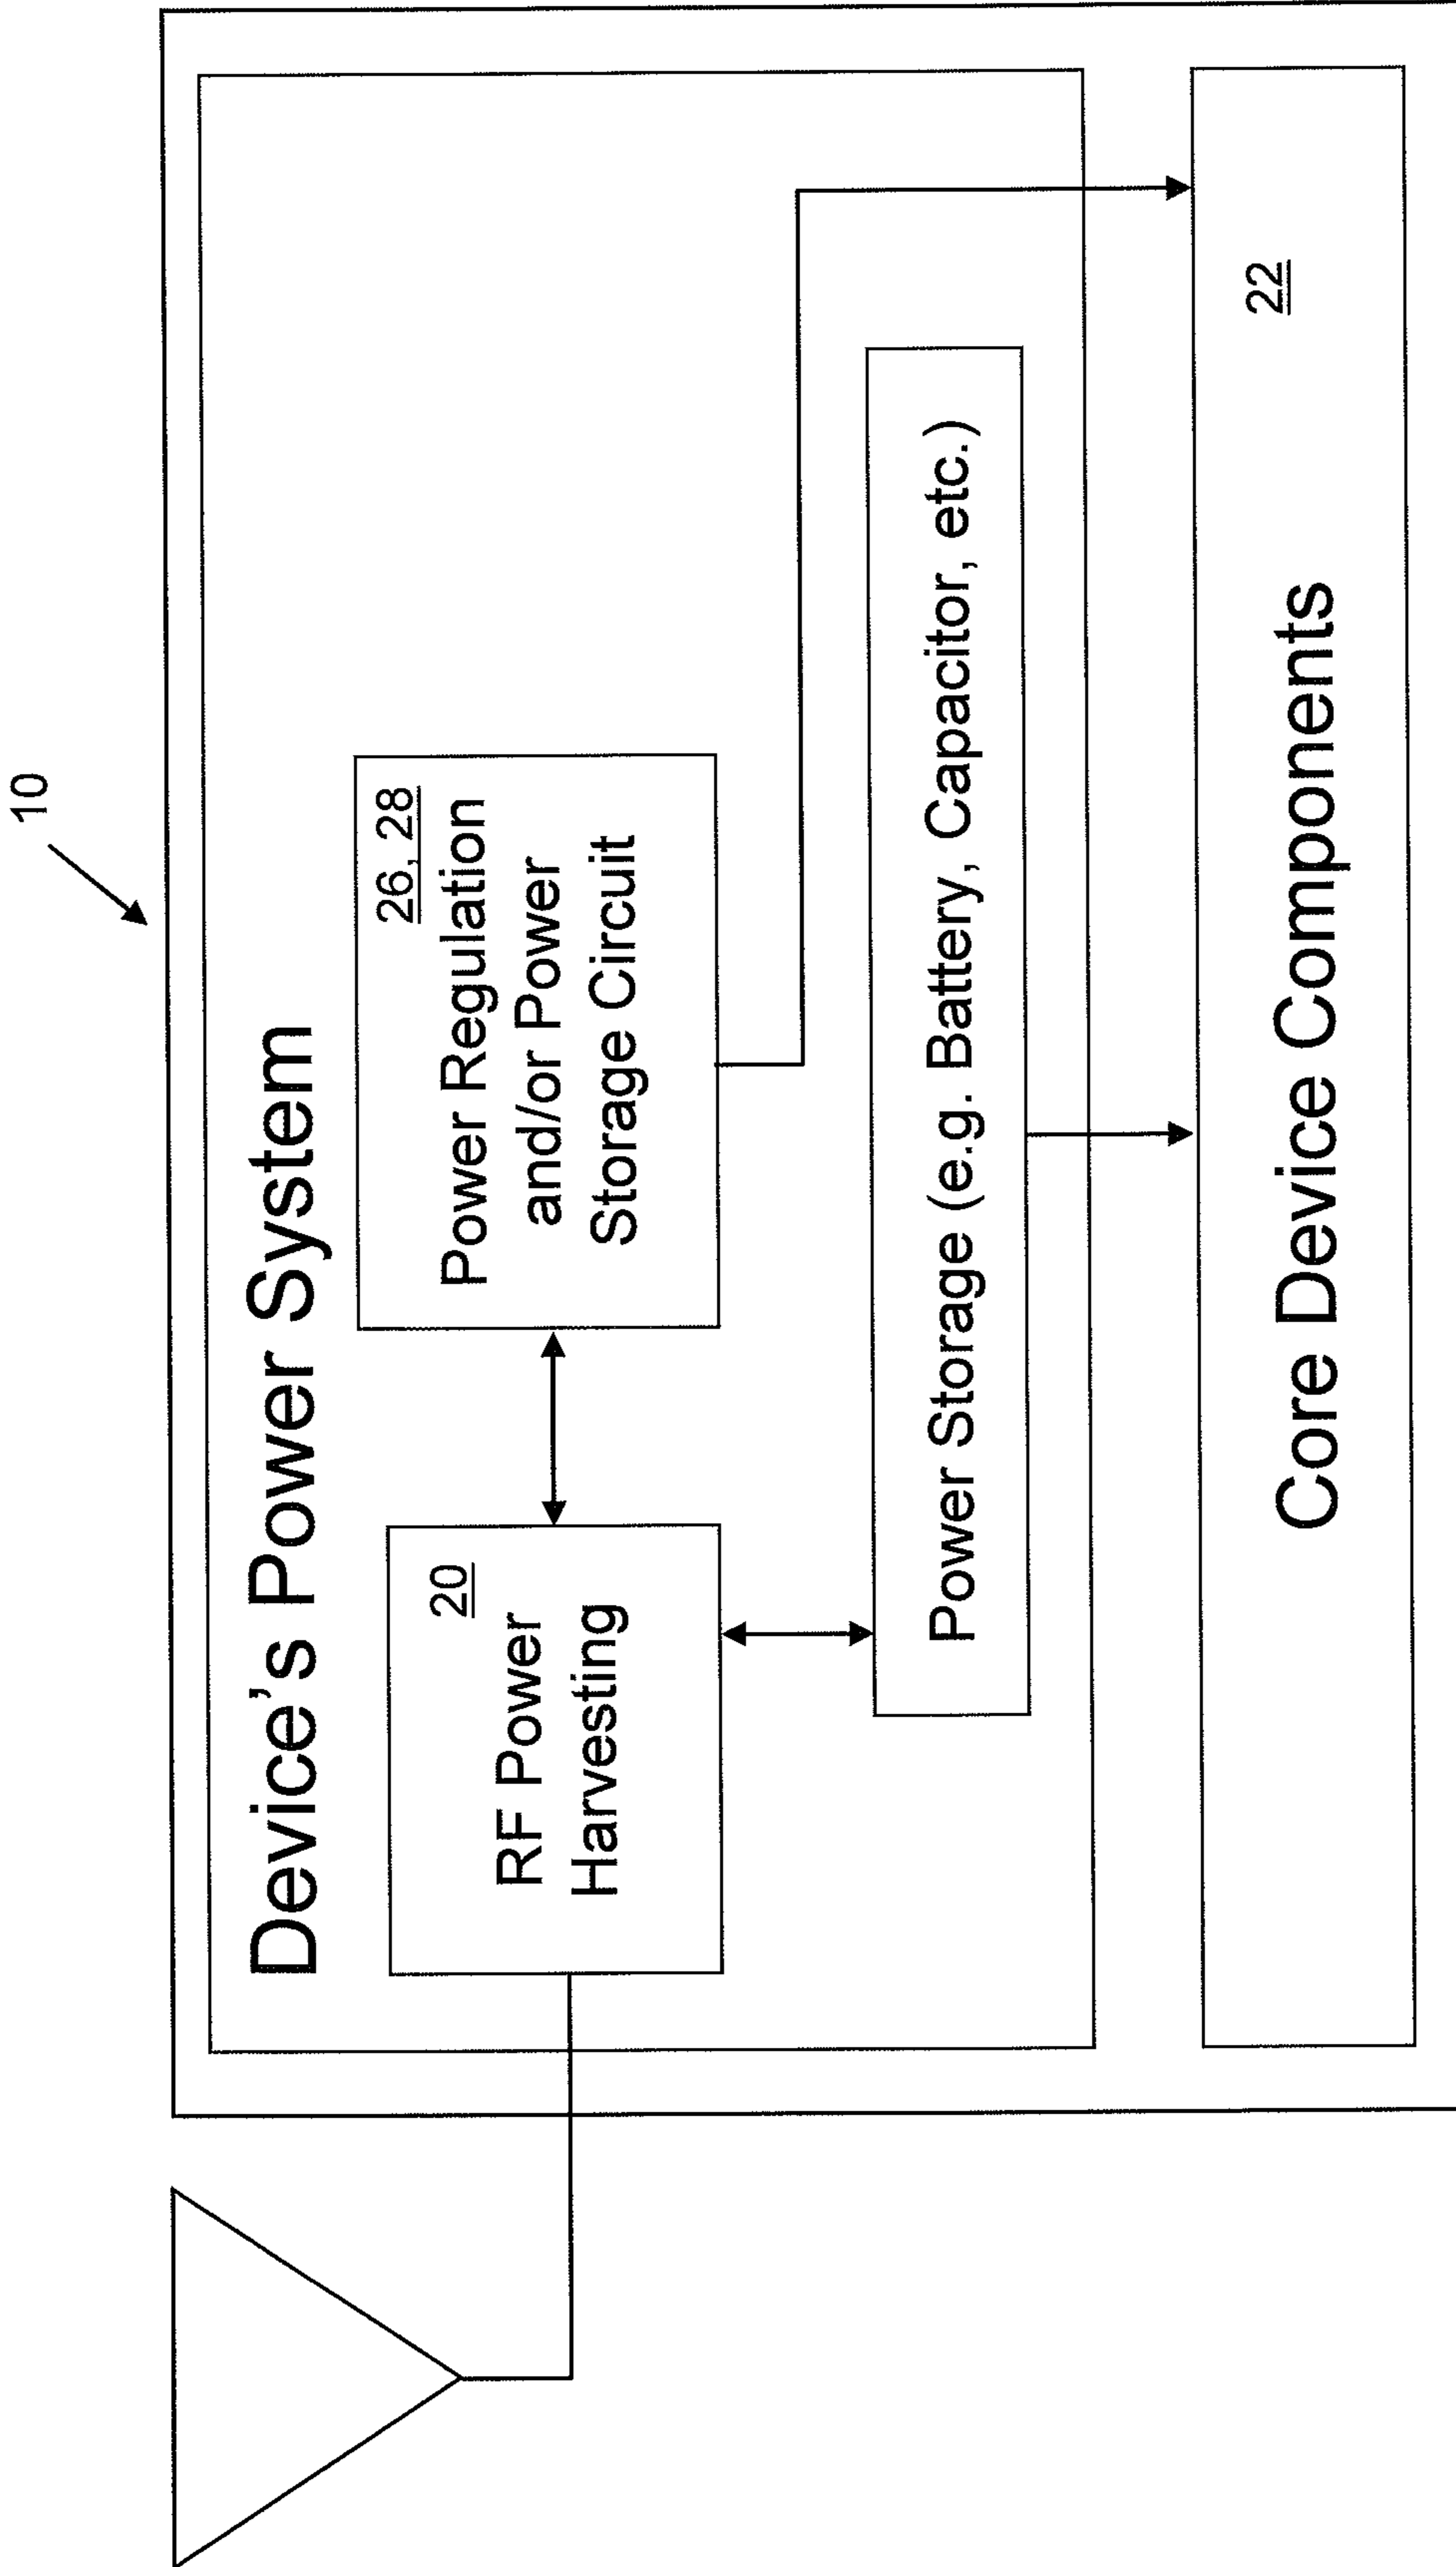 10
Device's Power System
20
RF Power
Harvesting
26, 28
Power Regulation
and/or Power
Storage Circuit
Power Storage (e.g. Battery, Capacitor, etc.)
22
Core Device Components